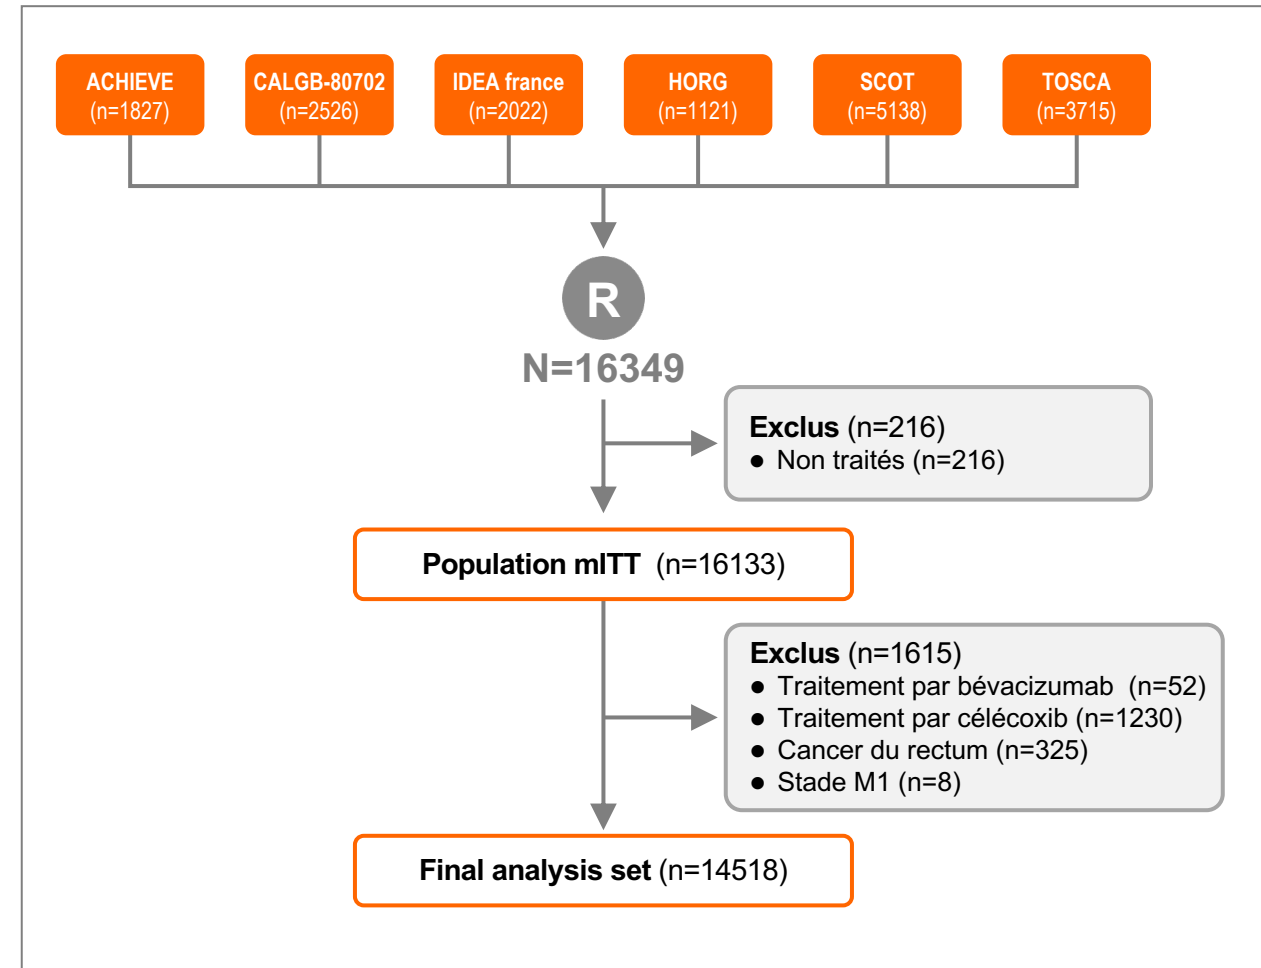 ACHIEVE
(n=1827)
CALGB-80702
(n=2526)
IDEA france
(n=2022)
HORG
(n=1121)
SCOT
(n=5138)
TOSCA
(n=3715)
R
N=16349
Exclus (n=216)
● Non traités (n=216)
Population mITT (n=16133)
Exclus (n=1615)
● Traitement par bévacizumab (n=52)
● Traitement par célécoxib (n=1230)
● Cancer du rectum (n=325)
● Stade M1 (n=8)
Final analysis set (n=14518)